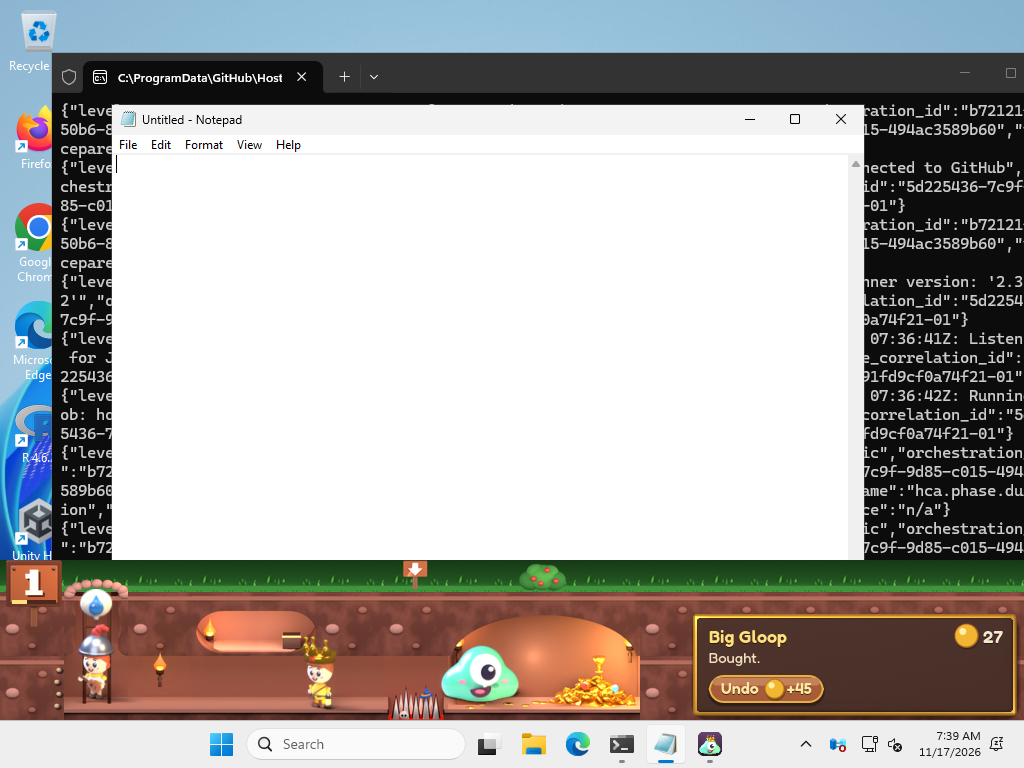 Recycle
C:\ProgramData\GitHub\Host
Untitled - Notepad
File Edit Format View Help
Firefo
Googl
Chrom
Micros
Edge
R 4.6.
Unity H
{"leve
eration_id":"b72121
50b6-8
15-494ac3589b60","
cepare
{"leve
nected to GitHub",
chestr
id":"5d225436-7c9f
85-c01
-01"}
{"leve
ration_id":"b72121
50b6-8
15-494ac3589b60","
cepare
{"leve
nner version: '2.3
2'","o
lation_id":"5d2254
7c9f-9
0a74f21-01"}
{"leve
07:36:41Z: Listen
for J
e_correlation_id":
225436
91fd9cf0a74f21-01"
{"leve
07:36:42Z: Runnin
ob: ho
correlation_id":"5
5436-7
fd9cf0a74f21-01"}
{"leve
ic","orchestration
":"b72
7c9f-9d85-c015-494
589b60
ame":"hca.phase.du
ion","
ce":"n/a"}
{"leve
ic","orchestration
":"b72
7c9f-9d85-c015-494
1
Big Gloop
27
Bought.
Undo +45
Search
7:39 AM
11/17/2026